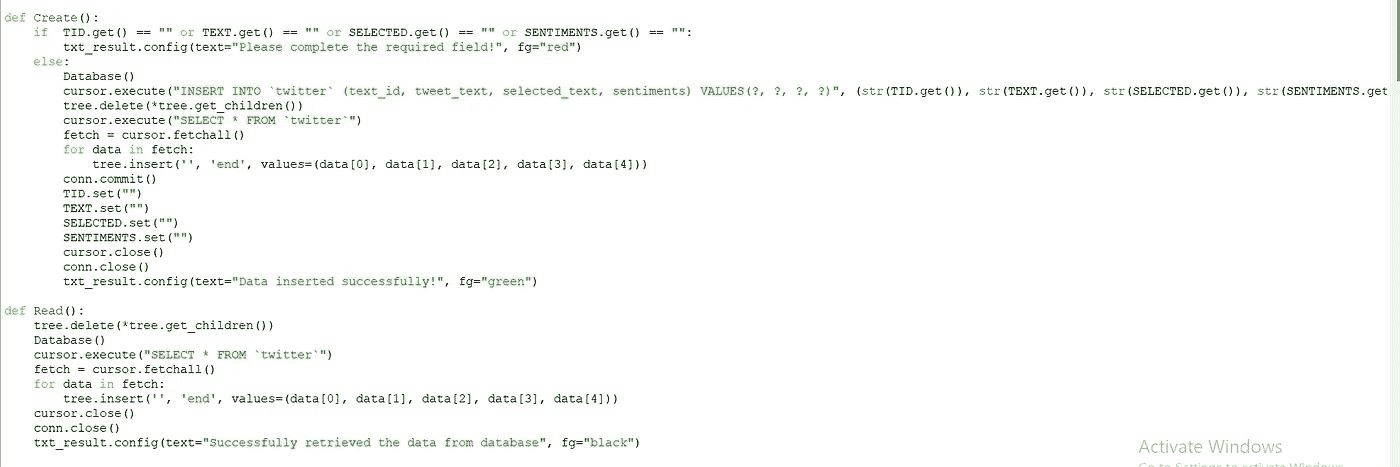 def Create():
    if  TID.get() == "" or TEXT.get() == "" or SELECTED.get() == "" or SENTIMENTS.get() == "":
        txt_result.config(text="Please complete the required field!", fg="red")
    else:
        Database()
        cursor.execute("INSERT INTO `twitter` (text_id, tweet_text, selected_text, sentiments) VALUES(?, ?, ?, ?)", (str(TID.get()), str(TEXT.get()), str(SELECTED.get()), str(SENTIMENTS.get
        tree.delete(*tree.get_children())
        cursor.execute("SELECT * FROM `twitter`")
        fetch = cursor.fetchall()
        for data in fetch:
            tree.insert('', 'end', values=(data[0], data[1], data[2], data[3], data[4]))
        conn.commit()
        TID.set("")
        TEXT.set("")
        SELECTED.set("")
        SENTIMENTS.set("")
        cursor.close()
        conn.close()
        txt_result.config(text="Data inserted successfully!", fg="green")
def Read():
    tree.delete(*tree.get_children())
    Database()
    cursor.execute("SELECT * FROM `twitter`")
    fetch = cursor.fetchall()
    for data in fetch:
        tree.insert('', 'end', values=(data[0], data[1], data[2], data[3], data[4]))
    cursor.close()
    conn.close()
    txt_result.config(text="Successfully retrieved the data from database", fg="black")
Activate Windows
Go to Settings to activate Windows